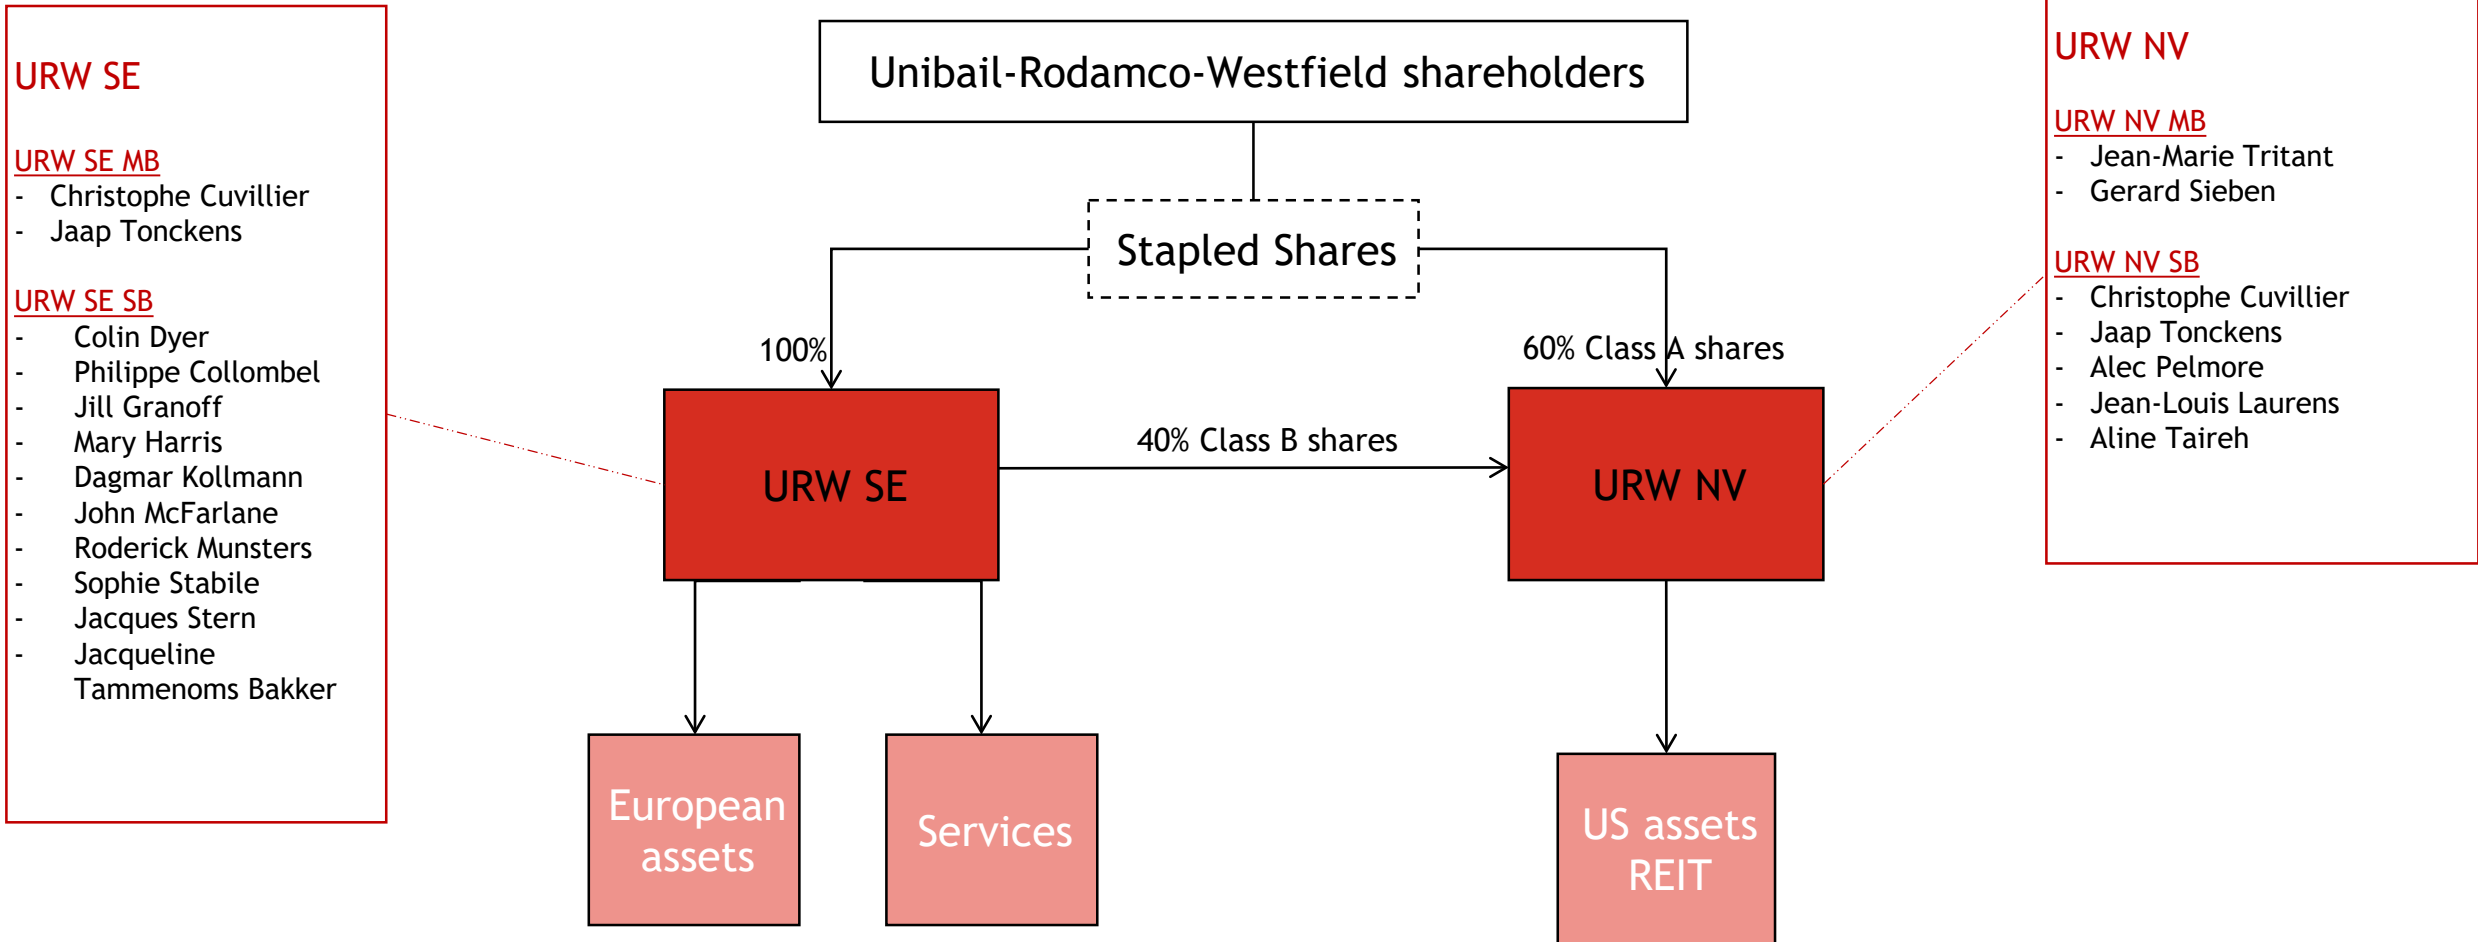 URW SE
URW SE MB
- Christophe Cuvillier
- Jaap Tonckens
URW SE SB
- Colin Dyer
- Philippe Collombel
- Jill Granoff
- Mary Harris
- Dagmar Kollmann
- John McFarlane
- Roderick Munsters
- Sophie Stabile
- Jacques Stern
- Jacqueline
Tammenoms Bakker
Unibail-Rodamco-Westfield shareholders
Stapled Shares
100%
60% Class A shares
URW SE
40% Class B shares
URW NV
European
assets
Services
US assets
REIT
URW NV
URW NV MB
- Jean-Marie Tritant
- Gerard Sieben
URW NV SB
- Christophe Cuvillier
- Jaap Tonckens
- Alec Pelmore
- Jean-Louis Laurens
- Aline Taireh